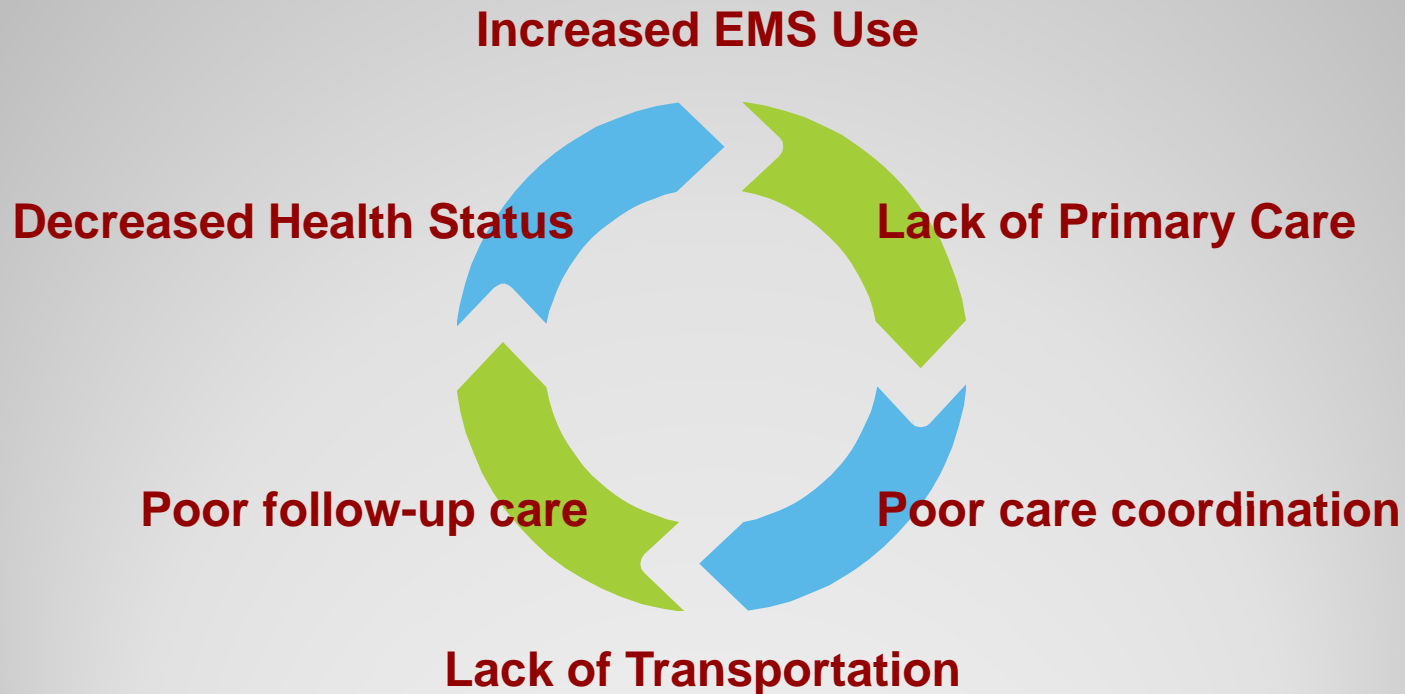 Increased EMS Use
Decreased Health Status
Lack of Primary Care
Poor follow-up care
Poor care coordination
Lack of Transportation